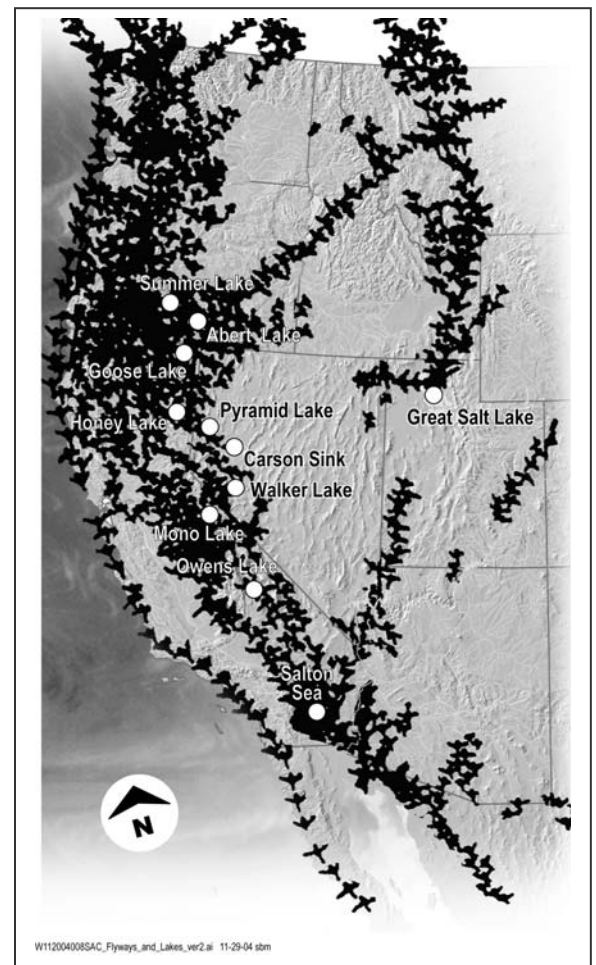 Summer Lake
Abert Lake
Goose Lake
Great Salt Lake
Honey Lake
Pyramid Lake
Carson Sink
Walker Lake
Mono Lake
Owens Lake
Salton
Sea
N
W112004008SAC_Flyways_and_Lakes_ver2.ai 11-29-04 sbm